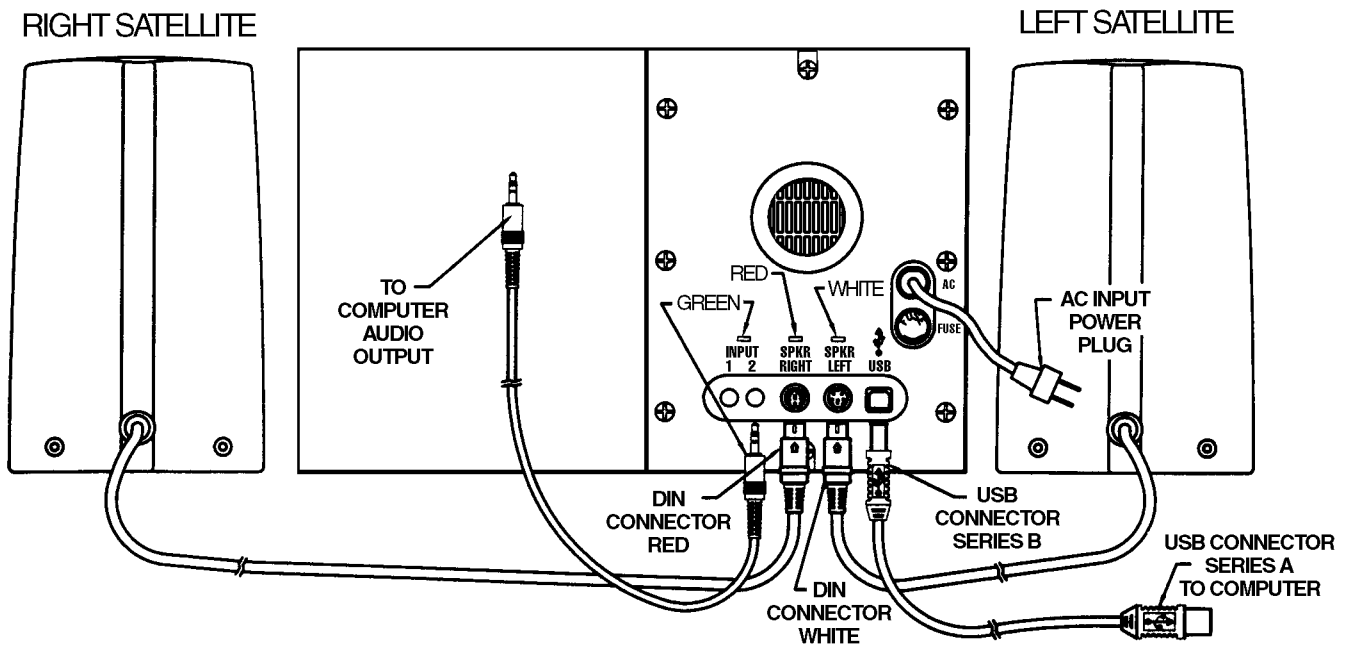 RIGHT SATELLITE
LEFT SATELLITE
TO
COMPUTER
AUDIO
OUTPUT
RED
WHITE
GREEN
AC
FUSE
AC INPUT
POWER
PLUG
INPUT
1 2
SPKR
RIGHT
SPKR
LEFT
USB
DIN
CONNECTOR
RED
USB
CONNECTOR
SERIES B
DIN
CONNECTOR
WHITE
USB CONNECTOR
SERIES A
TO COMPUTER